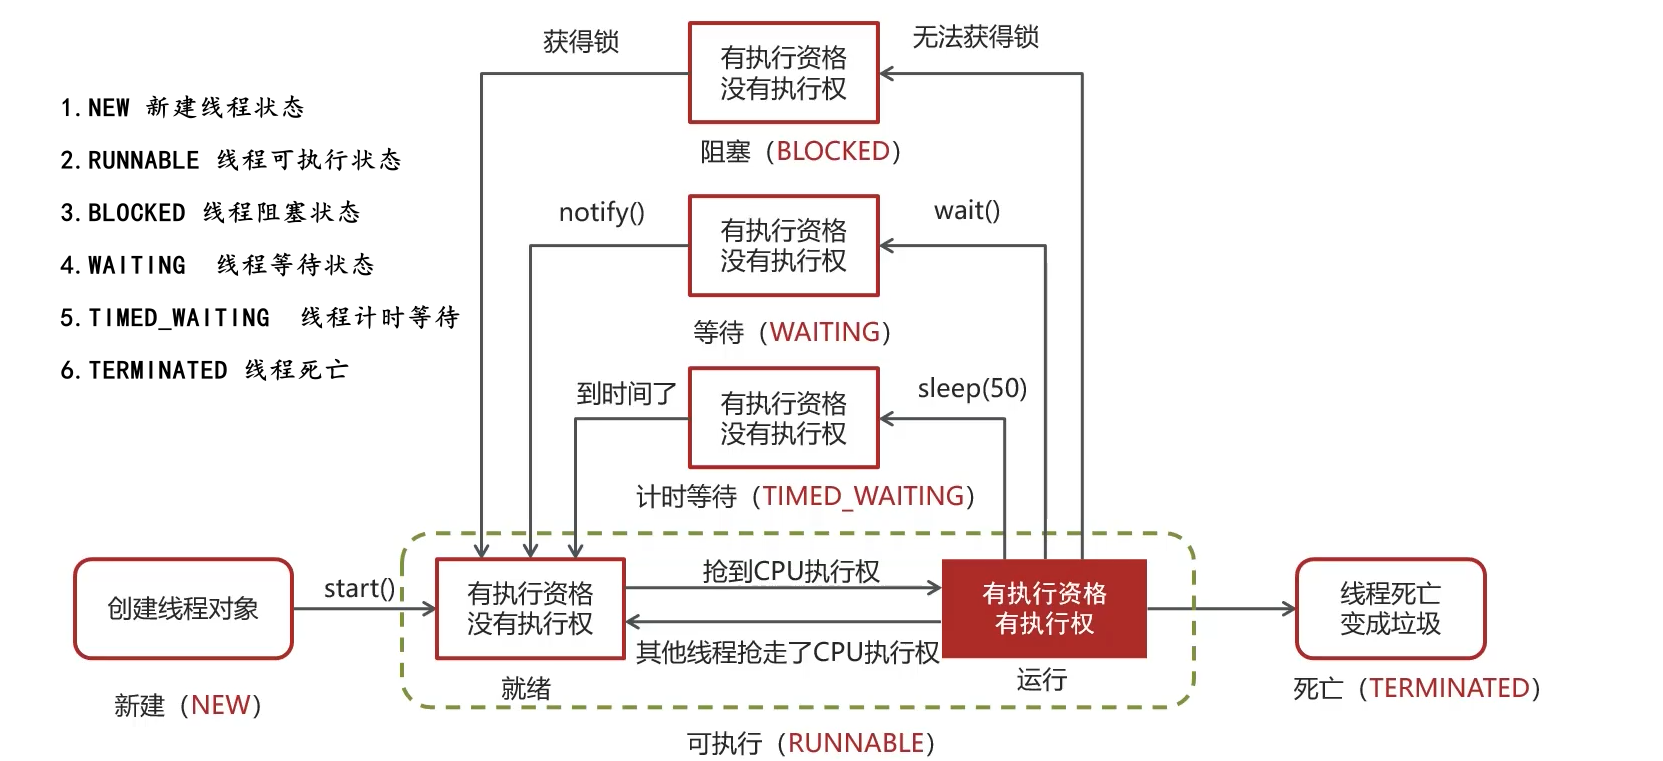 获得锁
有执行资格
没有执行权
无法获得锁
阻塞（BLOCKED）
1.NEW 新建线程状态
2.RUNNABLE 线程可执行状态
3.BLOCKED 线程阻塞状态
4.WAITING 线程等待状态
5.TIMED_WAITING 线程计时等待
6.TERMINATED 线程死亡
notify()
有执行资格
没有执行权
wait()
等待（WAITING）
到时间了
有执行资格
没有执行权
sleep(50)
计时等待（TIMED_WAITING）
创建线程对象
新建（NEW）
start()
有执行资格
没有执行权
就绪
抢到CPU执行权
其他线程抢走了CPU执行权
有执行资格
有执行权
运行
可执行（RUNNABLE）
线程死亡
变成垃圾
死亡（TERMINATED）